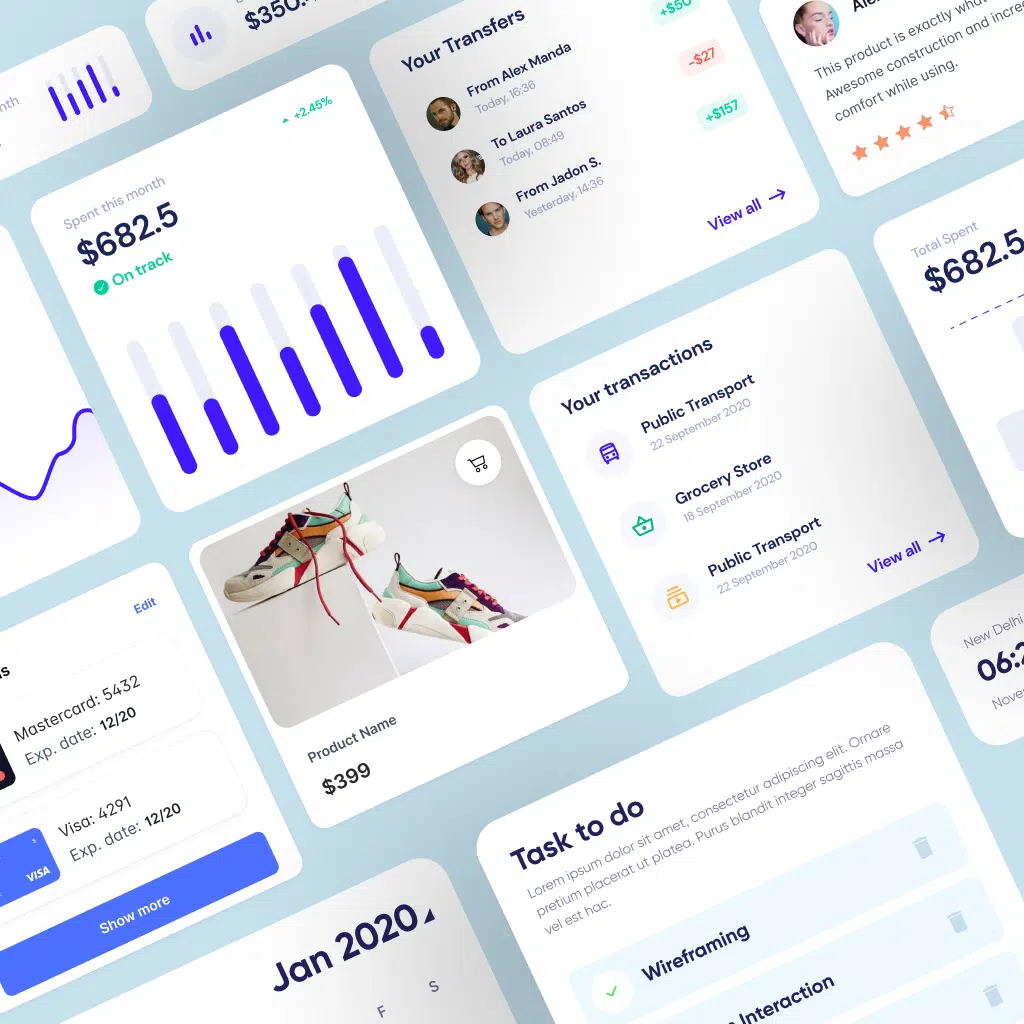 $350.
Your Transfers
+$50
From Alex Manda
Today, 16:36
-$27
To Laura Santos
Today, 08:49
+$157
From Jadon S.
Yesterday, 14:36
View all
This product is exactly what
Awesome construction and incre
comfort while using.
+2.45%
Spent this month
$682.5
On track
Total Spent
$682.5
Your transactions
Public Transport
22 September 2020
Grocery Store
18 September 2020
Public Transport
22 September 2020
View all
Edit
Mastercard: 5432
Exp. date: 12/20
Visa: 4291
Exp. date: 12/20
VISA
Show more
Product Name
$399
New Delhi
06:2
Nove
Task to do
Lorem ipsum dolor sit amet, consectetur adipiscing elit. Ornare
pretium placerat ut platea. Purus blandit integer sagittis massa
vel est hac.
Wireframing
Interaction
Jan 2020
F
S